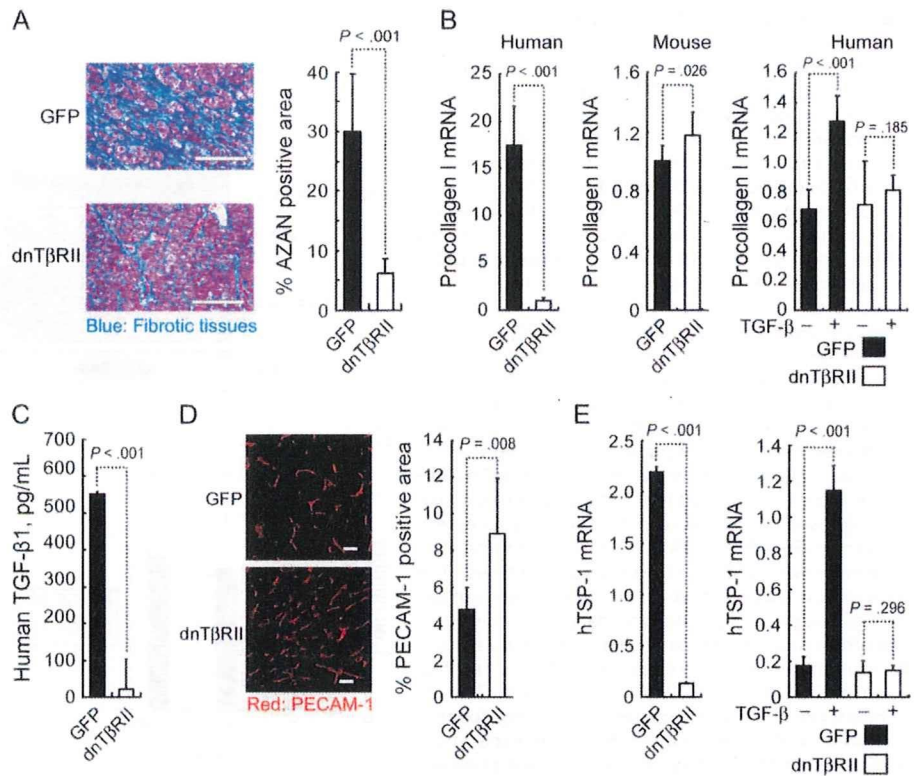 A
GFP
dnTβRII
Blue: Fibrotic tissues
P < .001
% AZAN positive area
40
30
20
10
0
GFP
dnTβRII
B
Human
P < .001
Procollagen I mRNA
25
20
15
10
5
0
GFP
dnTβRII
Mouse
P = .026
Procollagen I mRNA
1.6
1.2
0.8
0.4
0
GFP
dnTβRII
Human
P < .001
P = .185
Procollagen I mRNA
1.6
1.4
1.2
1.0
0.8
0.6
0.4
0.2
0
TGF-β – + – +
GFP
dnTβRII
C
P < .001
Human TGF-β1, pg/mL
700
600
500
400
300
200
100
0
GFP
dnTβRII
D
GFP
dnTβRII
Red: PECAM-1
P = .008
% PECAM-1 positive area
14
12
10
8
6
4
2
0
GFP
dnTβRII
E
P < .001
hTSP-1 mRNA
2.5
2.0
1.5
1.0
0.5
0
GFP
dnTβRII
P < .001
P = .296
hTSP-1 mRNA
1.4
1.2
1.0
0.8
0.6
0.4
0.2
0
TGF-β – + – +
GFP
dnTβRII